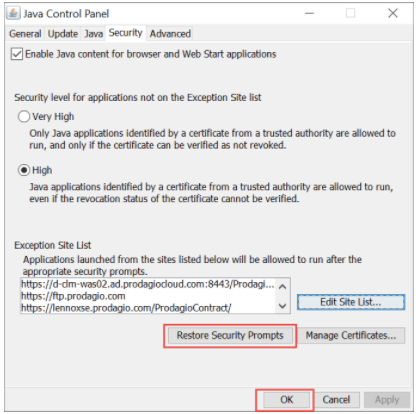 Java Control Panel
General Update Java Security Advanced
Enable Java content for browser and Web Start applications
Security level for applications not on the Exception Site list
Very High
Only Java applications identified by a certificate from a trusted authority are allowed to
run, and only if the certificate can be verified as not revoked.
High
Java applications identified by a certificate from a trusted authority are allowed to run,
even if the revocation status of the certificate cannot be verified.
Exception Site List
Applications launched from the sites listed below will be allowed to run after the
appropriate security prompts.
https://d-clm-was02.ad.prodagiocloud.com:8443/Prodagi...
https://ftp.prodagio.com
https://lennoxse.prodagio.com/ProdagioContract/
Edit Site List...
Restore Security Prompts Manage Certificates...
OK Cancel Apply